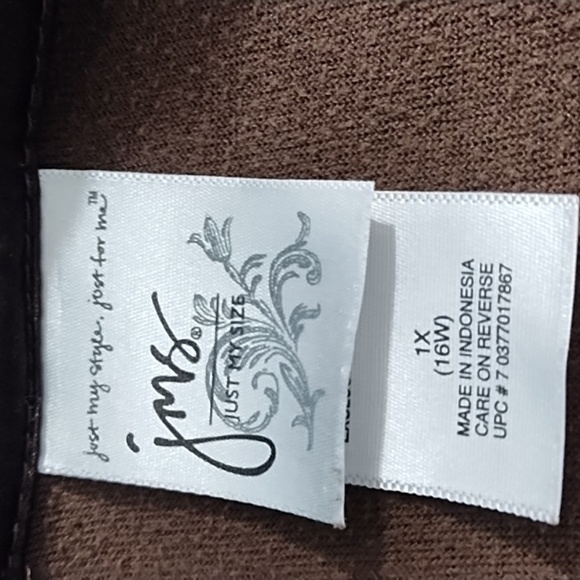 just my style. just for me™
jms®
JUST MY SIZE
1X
(16W)
MADE IN INDONESIA
CARE ON REVERSE
UPC # 7 0377017867